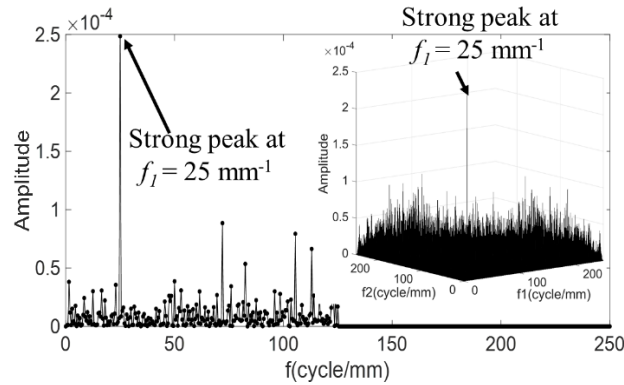 ×10⁻⁴
2.5
2
1.5
1
0.5
0
Amplitude
0
50
100
150
200
250
f(cycle/mm)
Strong peak at
f₁ = 25 mm⁻¹
Strong peak at
f₁ = 25 mm⁻¹
×10⁻⁴
2.5
2
1.5
1
0.5
0
Amplitude
200
100
0
f2(cycle/mm)
0
100
200
f1(cycle/mm)